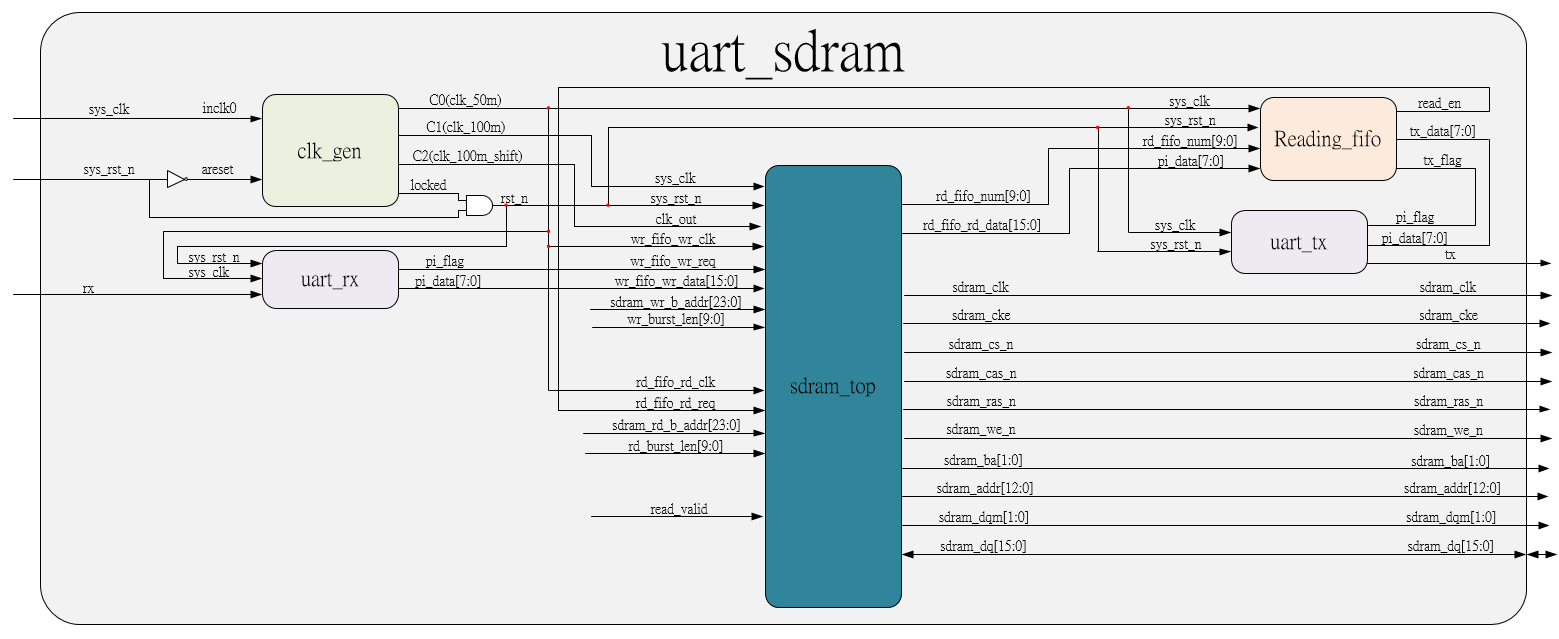 uart_sdram
sys_clk
inclk0
sys_rst_n
areset
clk_gen
C0(clk_50m)
C1(clk_100m)
C2(clk_100m_shift)
locked
rst_n
sys_rst_n
sys_clk
rx
uart_rx
pi_flag
pi_data[7:0]
sys_clk
sys_rst_n
clk_out
wr_fifo_wr_clk
wr_fifo_wr_req
wr_fifo_wr_data[15:0]
sdram_wr_b_addr[23:0]
wr_burst_len[9:0]
rd_fifo_rd_clk
rd_fifo_rd_req
sdram_rd_b_addr[23:0]
rd_burst_len[9:0]
read_valid
sdram_top
rd_fifo_num[9:0]
rd_fifo_rd_data[15:0]
sys_clk
sys_rst_n
rd_fifo_num[9:0]
pi_data[7:0]
Reading_fifo
read_en
tx_data[7:0]
tx_flag
sys_clk
sys_rst_n
uart_tx
pi_flag
pi_data[7:0]
tx
sdram_clk sdram_clk
sdram_cke sdram_cke
sdram_cs_n sdram_cs_n
sdram_cas_n sdram_cas_n
sdram_ras_n sdram_ras_n
sdram_we_n sdram_we_n
sdram_ba[1:0] sdram_ba[1:0]
sdram_addr[12:0] sdram_addr[12:0]
sdram_dqm[1:0] sdram_dqm[1:0]
sdram_dq[15:0] sdram_dq[15:0]